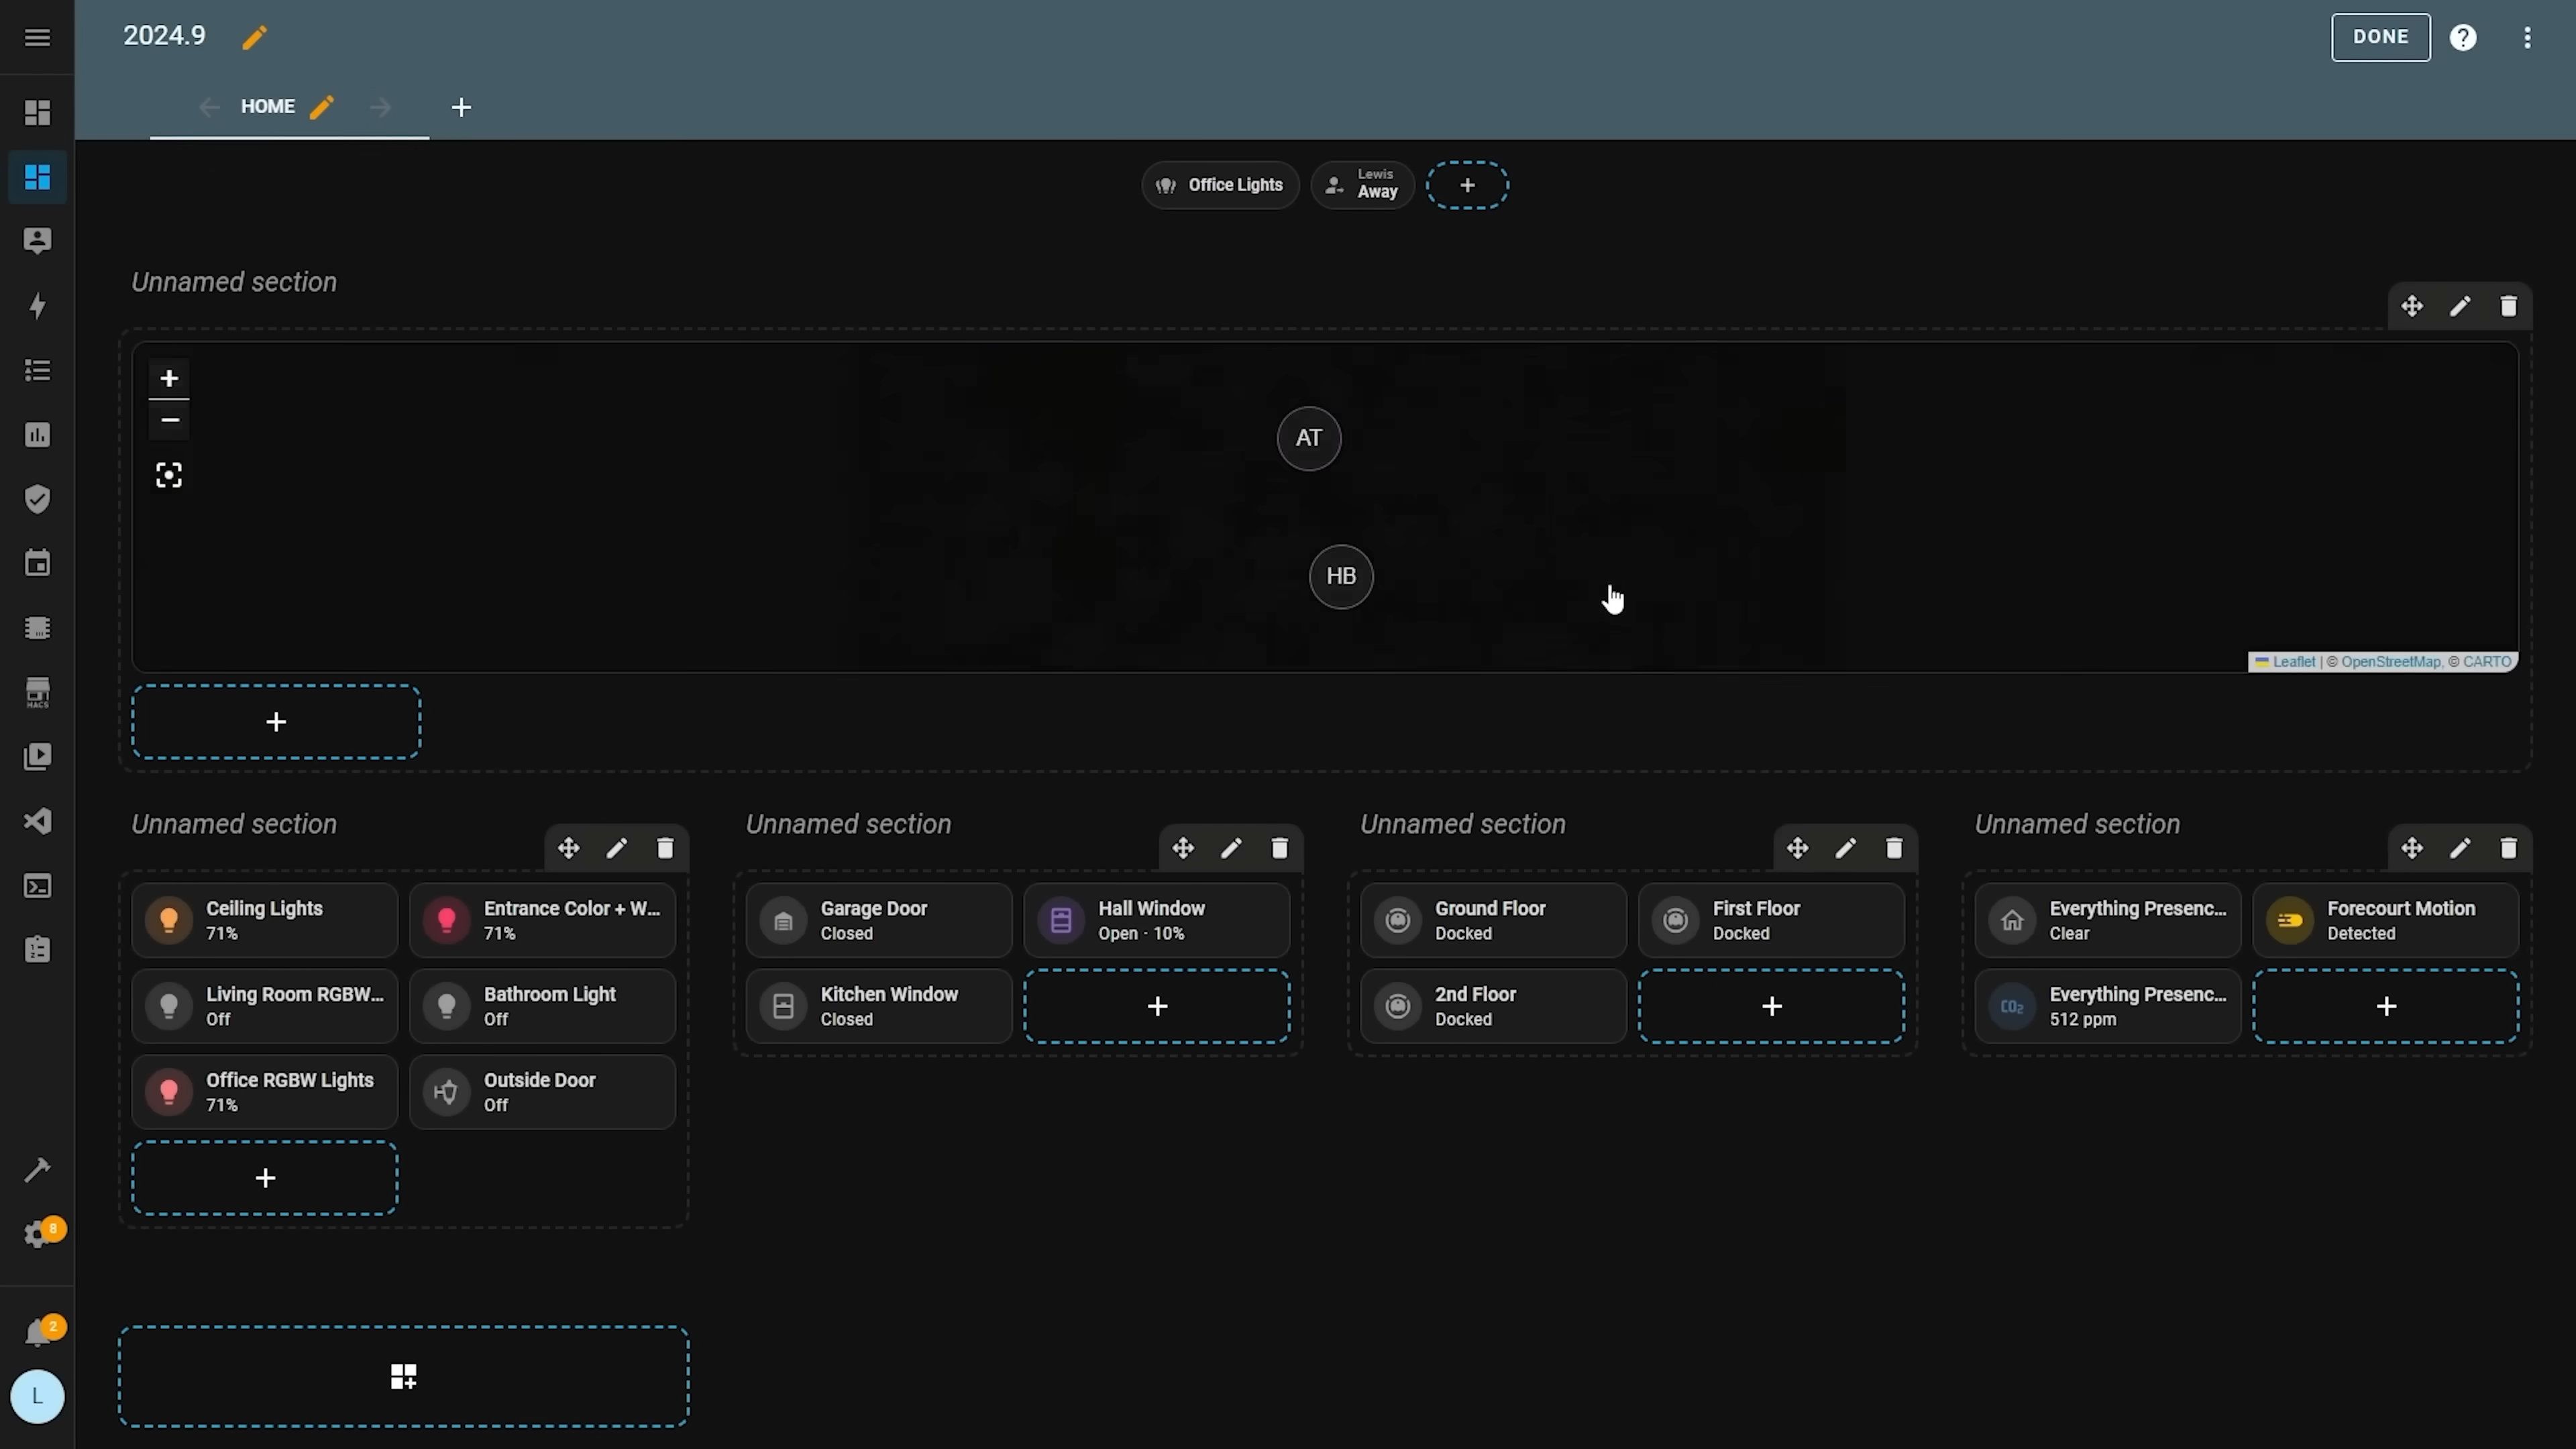 2024.9
DONE
HOME
Office Lights
Lewis
Away
Unnamed section
AT
HB
Leaflet | © OpenStreetMap, © CARTO
Unnamed section
Unnamed section
Unnamed section
Unnamed section
Ceiling Lights
71%
Entrance Color + W...
71%
Garage Door
Closed
Hall Window
Open · 10%
Ground Floor
Docked
First Floor
Docked
Everything Presenc...
Clear
Forecourt Motion
Detected
Living Room RGBW...
Off
Bathroom Light
Off
Kitchen Window
Closed
2nd Floor
Docked
CO₂
Everything Presenc...
512 ppm
Office RGBW Lights
71%
Outside Door
Off
HACS
8
2
L